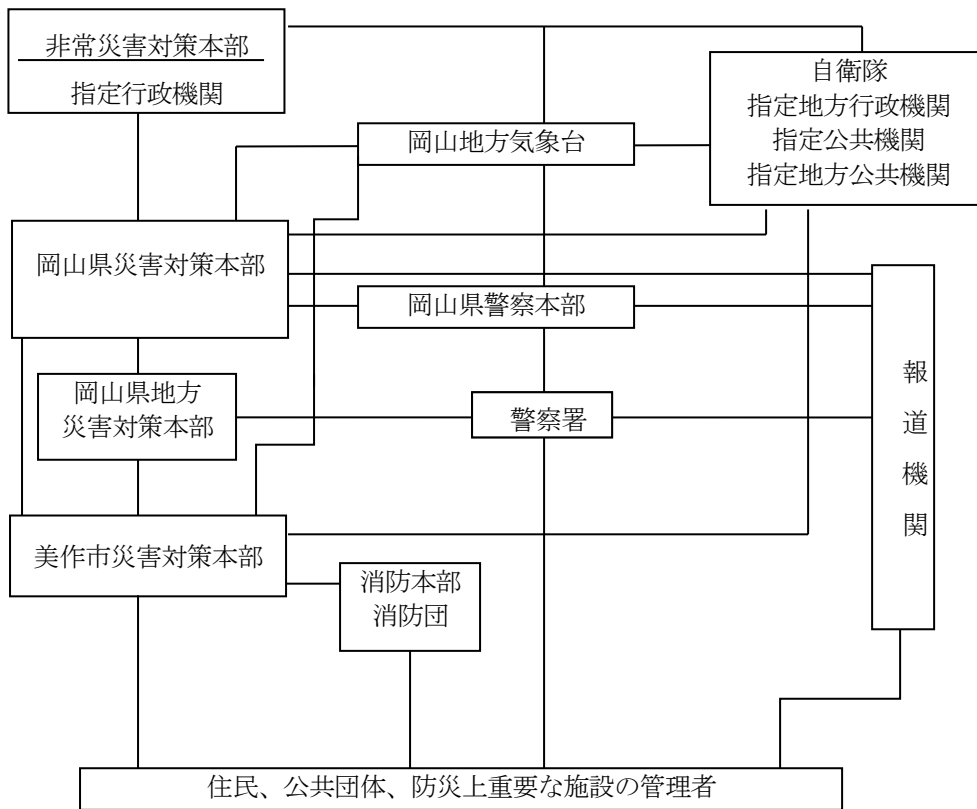 非常災害対策本部
指定行政機関
自衛隊
指定地方行政機関
指定公共機関
指定地方公共機関
岡山地方気象台
岡山県災害対策本部
岡山県警察本部
報道機関
岡山県地方
災害対策本部
警察署
美作市災害対策本部
消防本部
消防団
住民、公共団体、防災上重要な施設の管理者